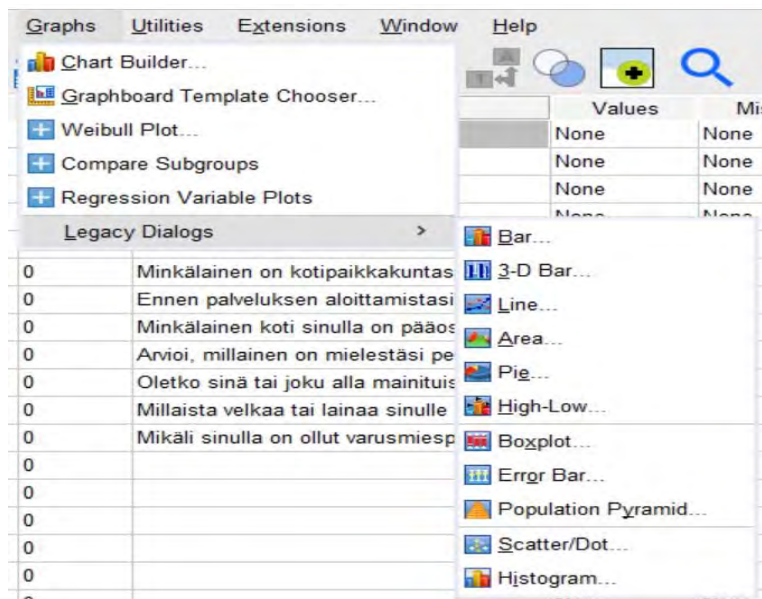 Graphs Utilities Extensions Window Help
Chart Builder...
Graphboard Template Chooser...
Weibull Plot...
Compare Subgroups
Regression Variable Plots
Legacy Dialogs >
Values Mi
None None
None None
None None
None None
Bar...
3-D Bar...
Line...
Area...
Pie...
High-Low...
Boxplot...
Error Bar...
Population Pyramid...
Scatter/Dot...
Histogram...
0 Minkälainen on kotipaikkakuntas
0 Ennen palveluksen aloittamistasi
0 Minkälainen koti sinulla on pääos
0 Arvioi, millainen on mielestäsi pe
0 Oletko sinä tai joku alla mainituis
0 Millaista velkaa tai lainaa sinulle
0 Mikäli sinulla on ollut varusmiesp
0
0
0
0
0